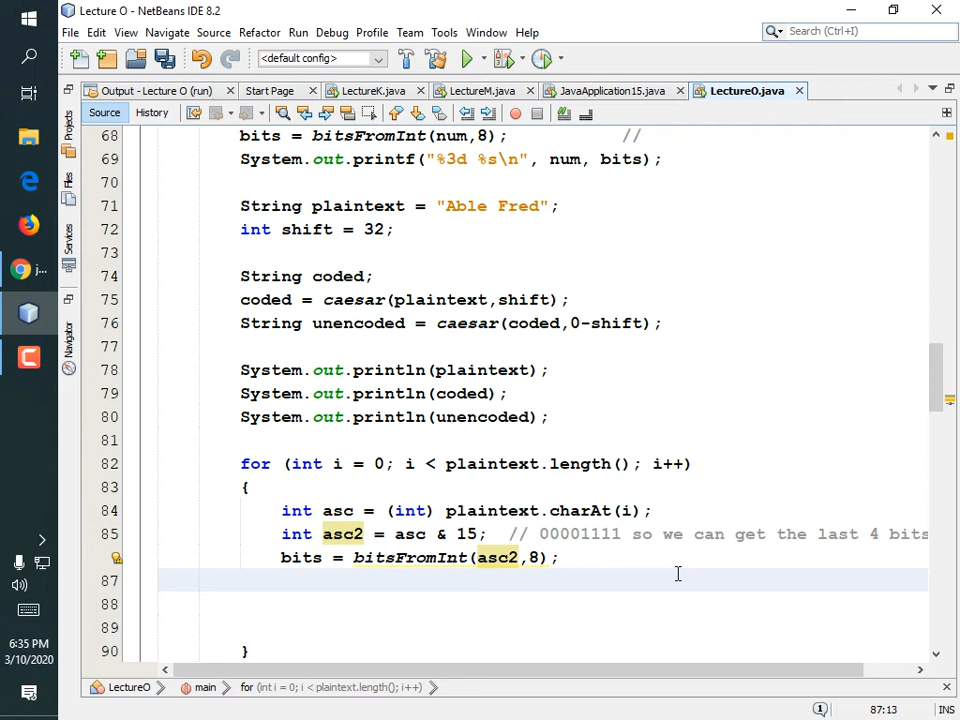 Lecture O - NetBeans IDE 8.2
File Edit View Navigate Source Refactor Run Debug Profile Team Tools Window Help
Search (Ctrl+I)
<default config>
Output - Lecture O (run) Start Page LectureK.java LectureM.java JavaApplication15.java LectureO.java
Source History
Projects
Files
Services
Navigator
68 bits = bitsFromInt(num,8); //
69 System.out.printf("%3d %s\n", num, bits);
70
71 String plaintext = "Able Fred";
72 int shift = 32;
73
74 String coded;
75 coded = caesar(plaintext,shift);
76 String unencoded = caesar(coded,0-shift);
77
78 System.out.println(plaintext);
79 System.out.println(coded);
80 System.out.println(unencoded);
81
82 for (int i = 0; i < plaintext.length(); i++)
83 {
84 int asc = (int) plaintext.charAt(i);
85 int asc2 = asc & 15; // 00001111 so we can get the last 4 bits
bits = bitsFromInt(asc2,8);
87
88
89
90 }
j...
6:35 PM
3/10/2020
LectureO main for (int i = 0; i < plaintext.length(); i++)
1 87:13 INS